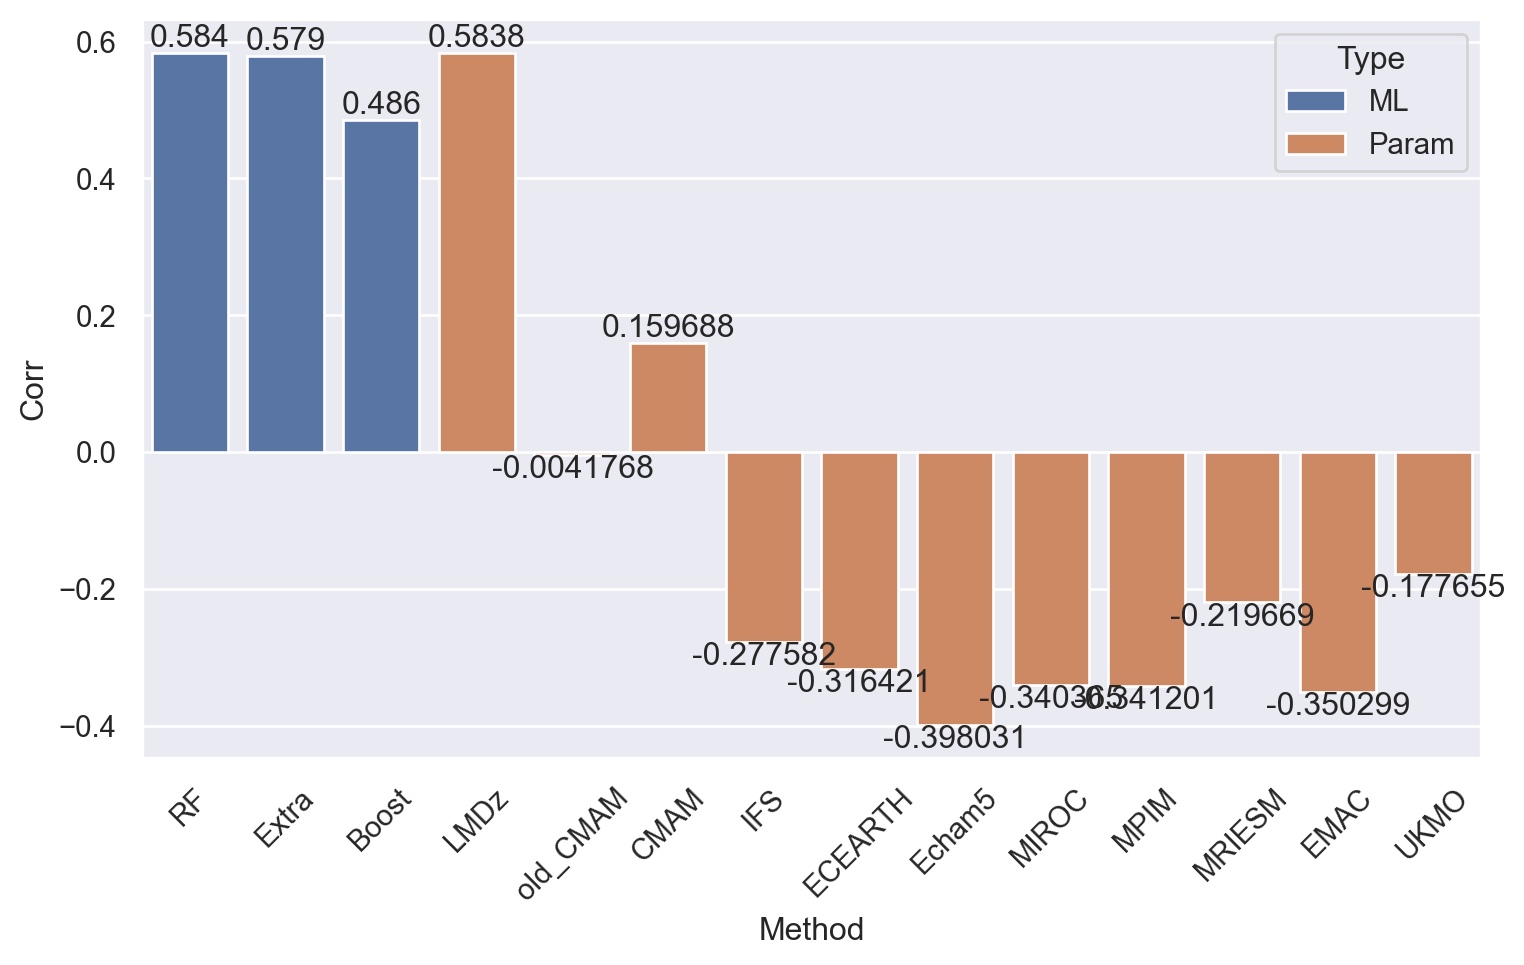 0.584
0.579
0.486
0.5838
-0.0041768
0.159688
-0.277582
-0.316421
-0.398031
-0.340365
-0.341201
-0.219669
-0.350299
-0.177655
Type
ML
Param
0.6
0.4
0.2
0.0
−0.2
−0.4
Corr
RF
Extra
Boost
LMDz
old_CMAM
CMAM
IFS
ECEARTH
Echam5
MIROC
MPIM
MRIESM
EMAC
UKMO
Method